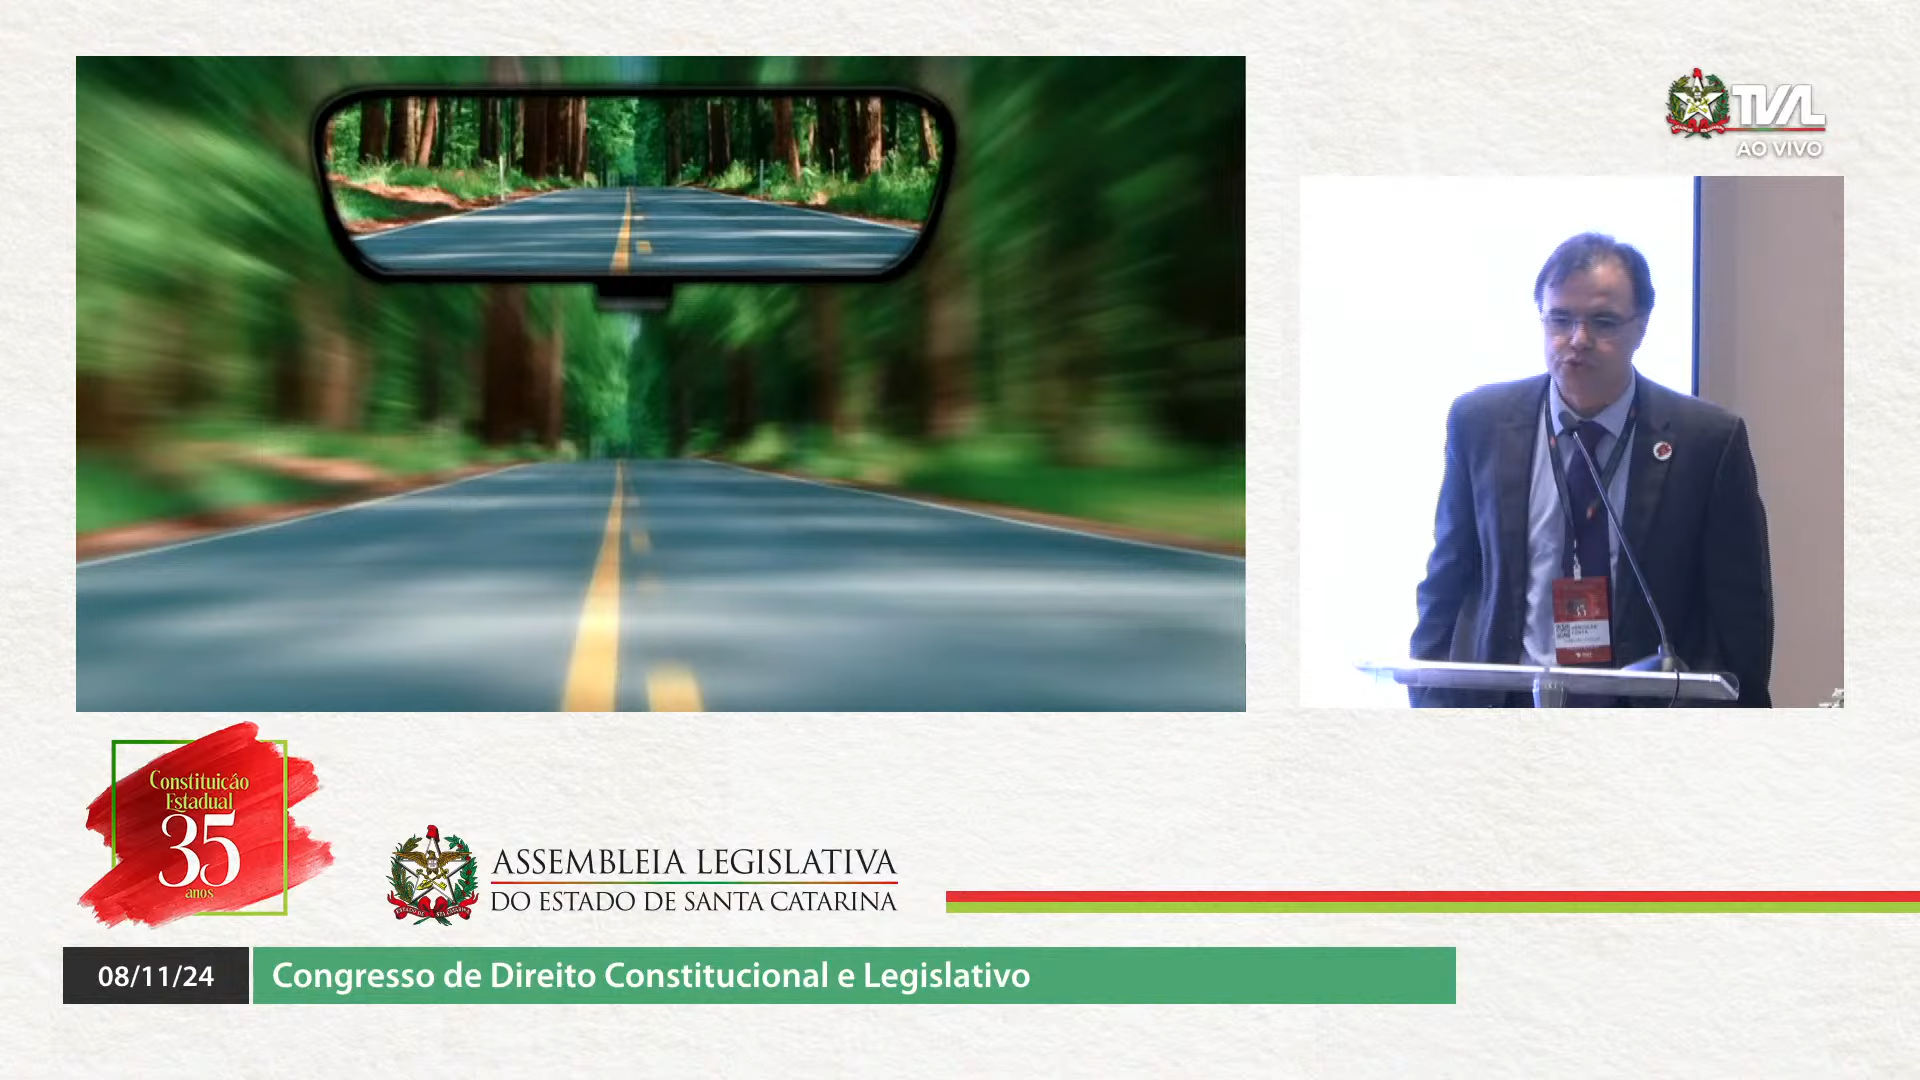 TVAL
AO VIVO
Constituição
Estadual
35
anos
ASSEMBLEIA LEGISLATIVA
DO ESTADO DE SANTA CATARINA
08/11/24
Congresso de Direito Constitucional e Legislativo